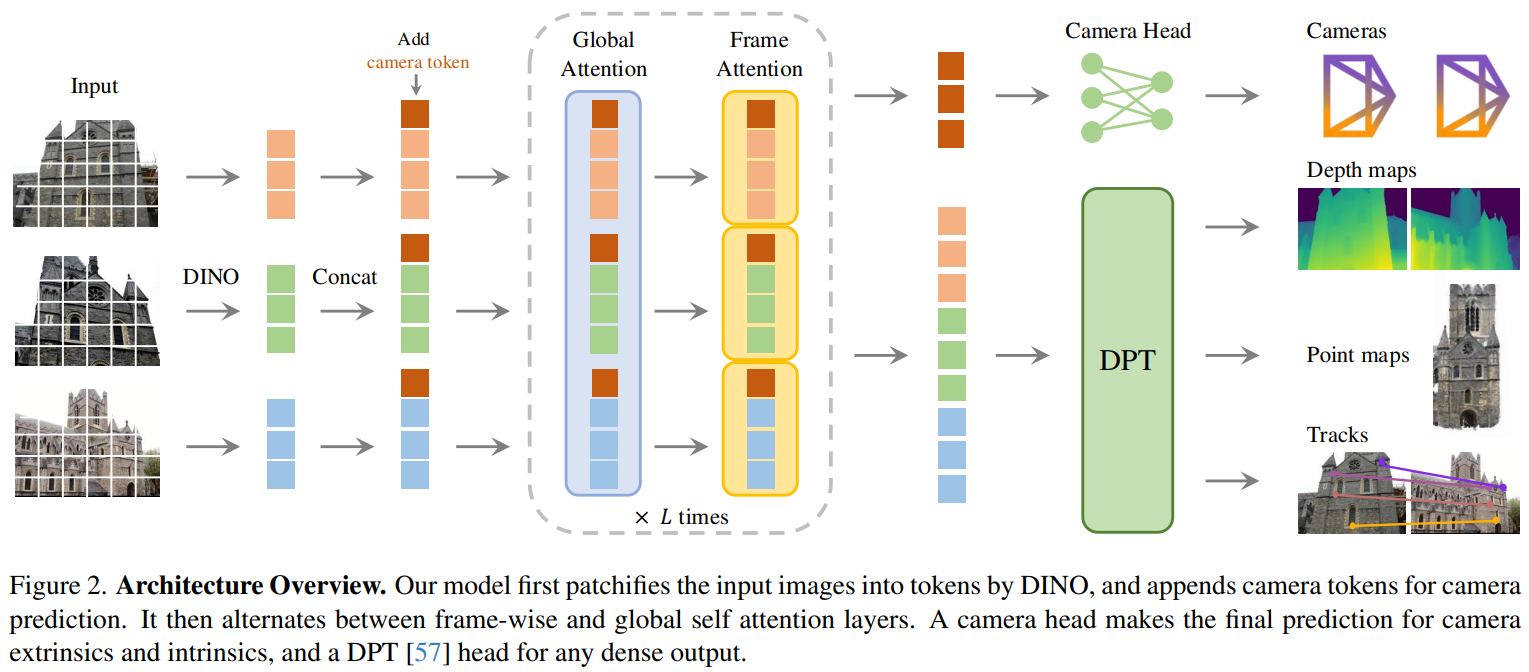 Input
Add
camera token
Global
Attention
Frame
Attention
Camera Head
Cameras
DINO
Concat
Depth maps
DPT
Point maps
Tracks
× L times
Figure 2. Architecture Overview. Our model first patchifies the input images into tokens by DINO, and appends camera tokens for camera
prediction. It then alternates between frame-wise and global self attention layers. A camera head makes the final prediction for camera
extrinsics and intrinsics, and a DPT [57] head for any dense output.